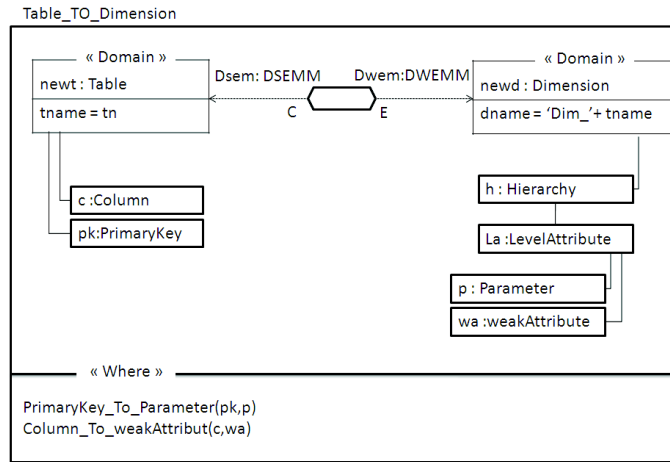 Table_TO_Dimension
« Domain »
newt : Table
tname = tn
Dsem: DSEMM
Dwem:DWEMM
C
E
« Domain »
newd : Dimension
dname = ‘Dim_’+ tname
c :Column
pk:PrimaryKey
h : Hierarchy
La :LevelAttribute
p : Parameter
wa :weakAttribute
« Where »
PrimaryKey_To_Parameter(pk,p)
Column_To_weakAttribut(c,wa)